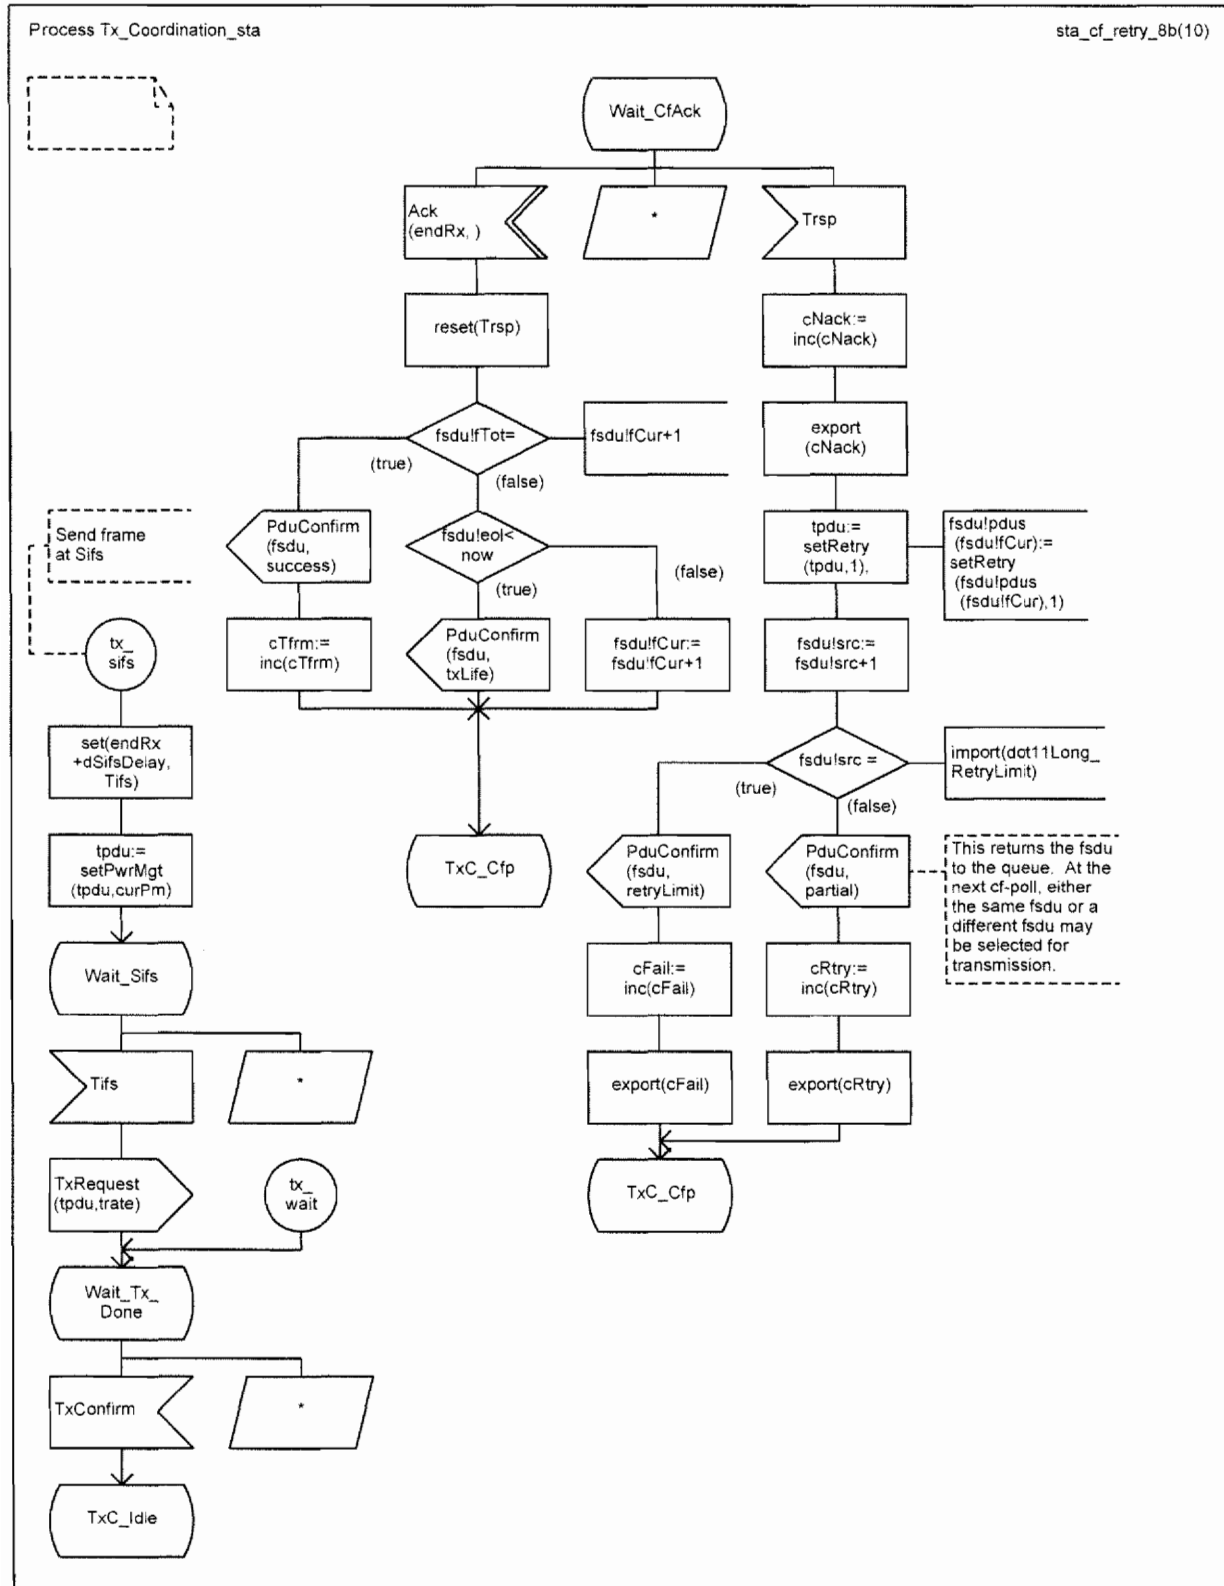 Process Tx_Coordination_sta
sta_cf_retry_8b(10)
Wait_CfAck
Ack
(endRx, )
*
Trsp
reset(Trsp)
cNack:=
inc(cNack)
fsdu!fTot=
fsdu!fCur+1
(true)
(false)
export
(cNack)
Send frame
at Sifs
PduConfirm
(fsdu,
success)
fsdu!eol<
now
(true)
(false)
tpdu:=
setRetry
(tpdu,1),
fsdu!pdus
(fsdu!fCur):=
setRetry
(fsdu!pdus
(fsdu!fCur),1)
tx_
sifs
cTfrm:=
inc(cTfrm)
PduConfirm
(fsdu,
txLife)
fsdu!fCur:=
fsdu!fCur+1
fsdu!src:=
fsdu!src+1
set(endRx
+dSifsDelay,
Tifs)
fsdu!src =
import(dot11Long_
RetryLimit)
(true)
(false)
tpdu:=
setPwrMgt
(tpdu,curPm)
TxC_Cfp
PduConfirm
(fsdu,
retryLimit)
PduConfirm
(fsdu,
partial)
This returns the fsdu
to the queue. At the
next cf-poll, either
the same fsdu or a
different fsdu may
be selected for
transmission.
Wait_Sifs
cFail:=
inc(cFail)
cRtry:=
inc(cRtry)
Tifs
*
export(cFail)
export(cRtry)
TxRequest
(tpdu,trate)
tx_
wait
TxC_Cfp
Wait_Tx_
Done
TxConfirm
*
TxC_Idle